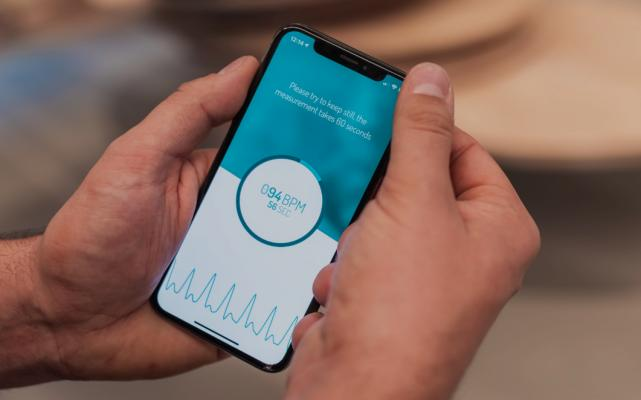 12:14
Please try to keep still, the
measurement takes 60 seconds
094 BPM
56 SEC